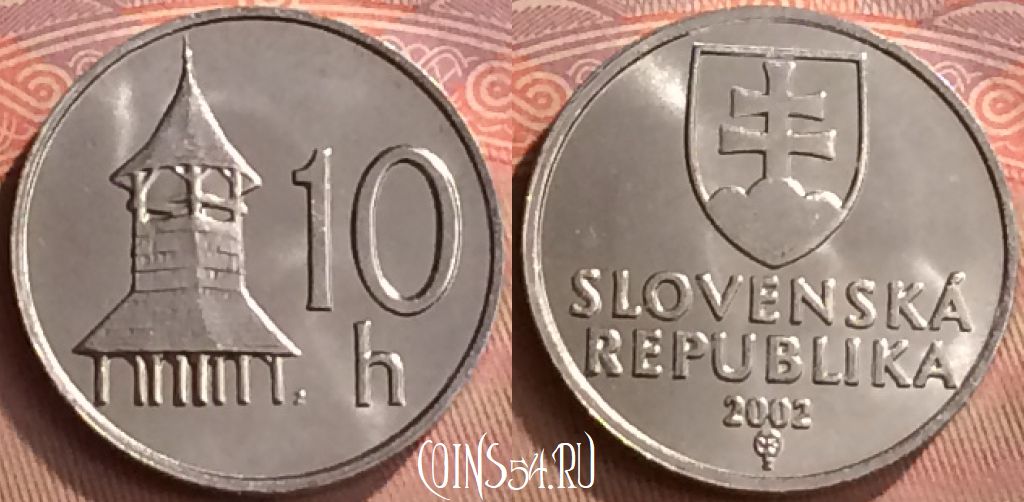 10
h
SLOVENSKÁ
REPUBLIKA
2002
COINS54.RU